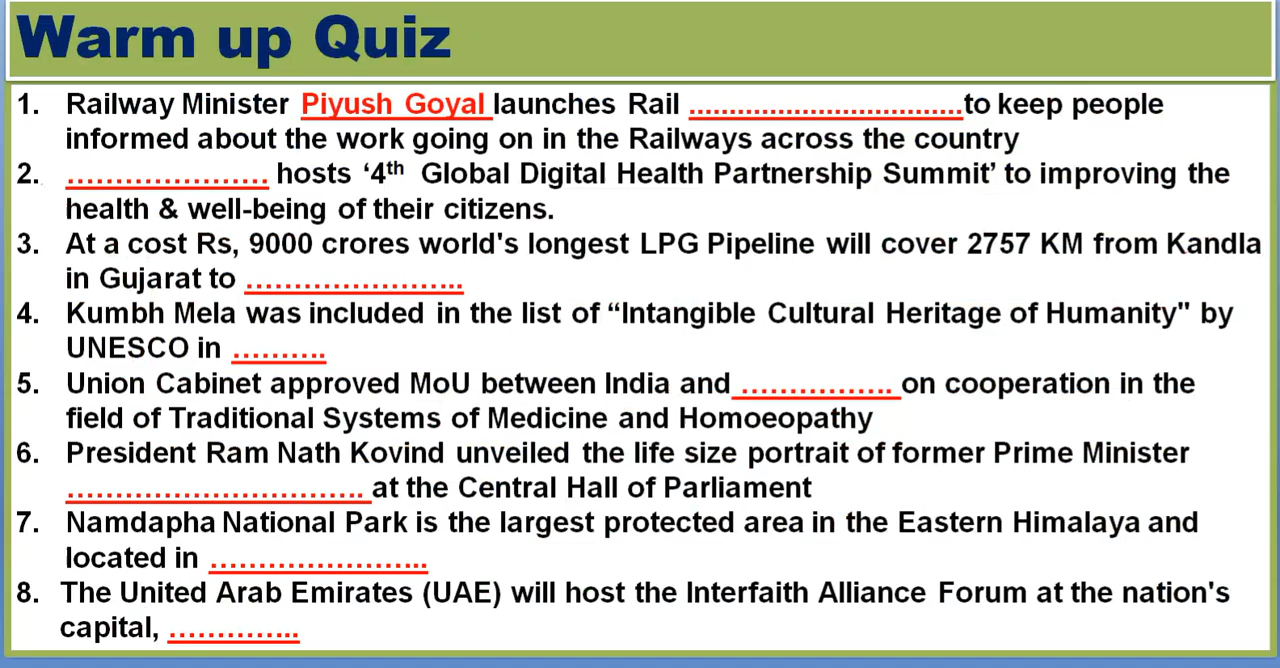 Warm up Quiz
1. Railway Minister Piyush Goyal launches Rail ..................................to keep people
informed about the work going on in the Railways across the country
2. ......................... hosts ‘4th Global Digital Health Partnership Summit’ to improving the
health & well-being of their citizens.
3. At a cost Rs, 9000 crores world's longest LPG Pipeline will cover 2757 KM from Kandla
in Gujarat to ...........................
4. Kumbh Mela was included in the list of “Intangible Cultural Heritage of Humanity" by
UNESCO in ............
5. Union Cabinet approved MoU between India and ................... on cooperation in the
field of Traditional Systems of Medicine and Homoeopathy
6. President Ram Nath Kovind unveiled the life size portrait of former Prime Minister
..................................... at the Central Hall of Parliament
7. Namdapha National Park is the largest protected area in the Eastern Himalaya and
located in ...........................
8. The United Arab Emirates (UAE) will host the Interfaith Alliance Forum at the nation's
capital, ................